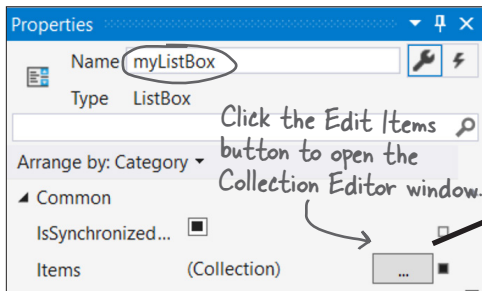 Properties
Name myListBox
Type ListBox
Click the Edit Items
button to open the
Collection Editor window.
Arrange by: Category
Common
IsSynchronized...
Items (Collection) ...